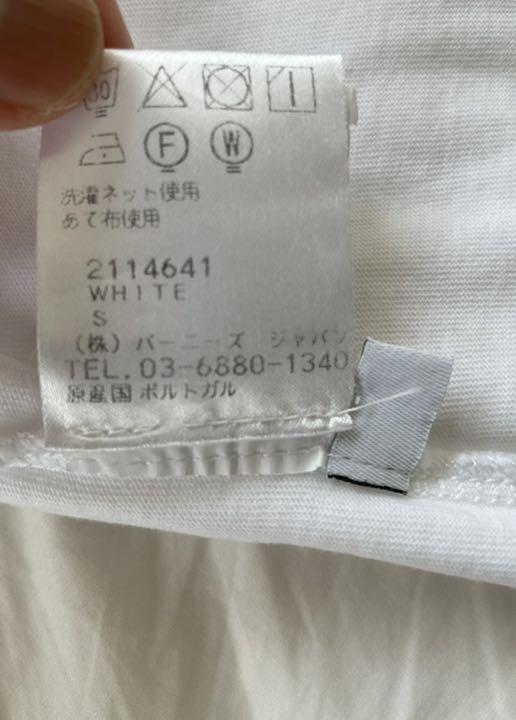 30
F W
洗濯ネット使用
あて布使用
2114641
WHITE
S
(株) バーニーズ ジャパン
TEL. 03-6880-1340
原産国 ポルトガル